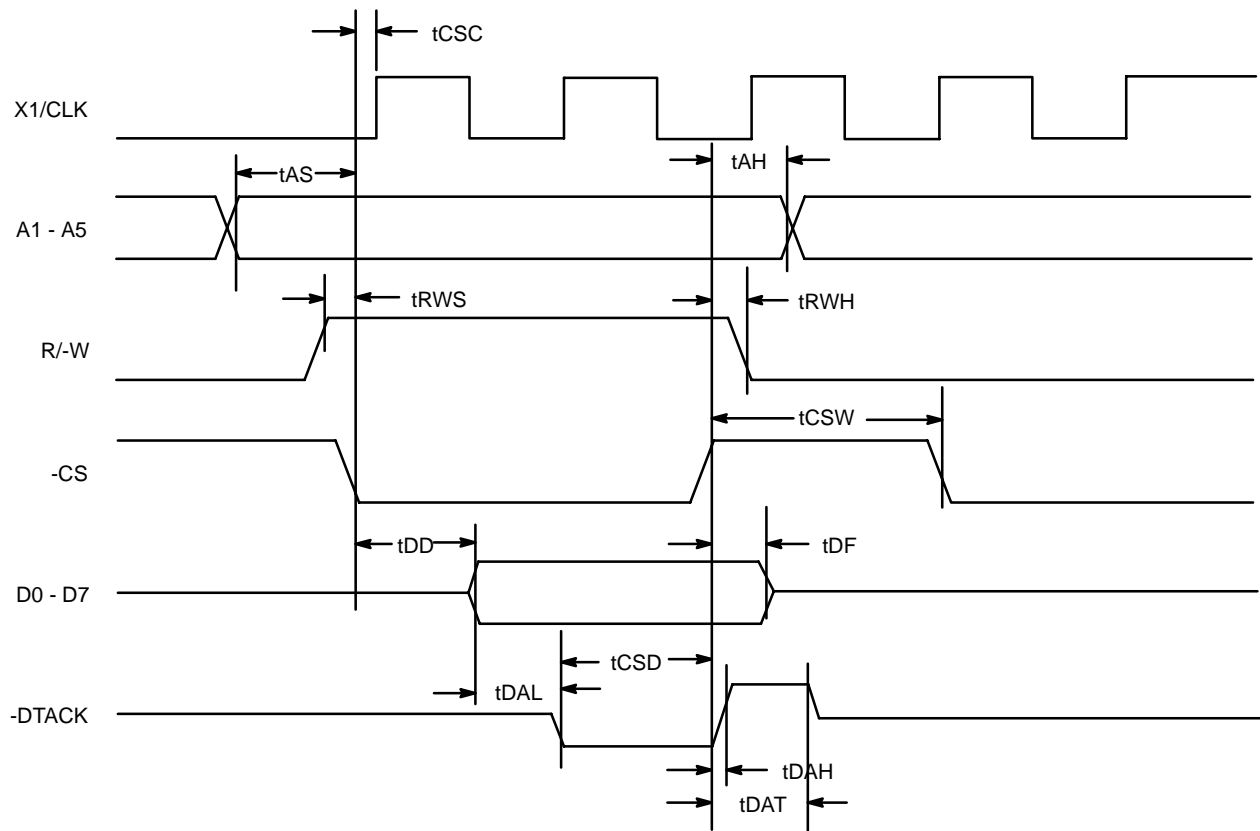 tCSC
X1/CLK
tAH
tAS
A1 - A5
tRWS
tRWH
R/-W
tCSW
-CS
tDD
tDF
D0 - D7
tCSD
tDAL
-DTACK
tDAH
tDAT